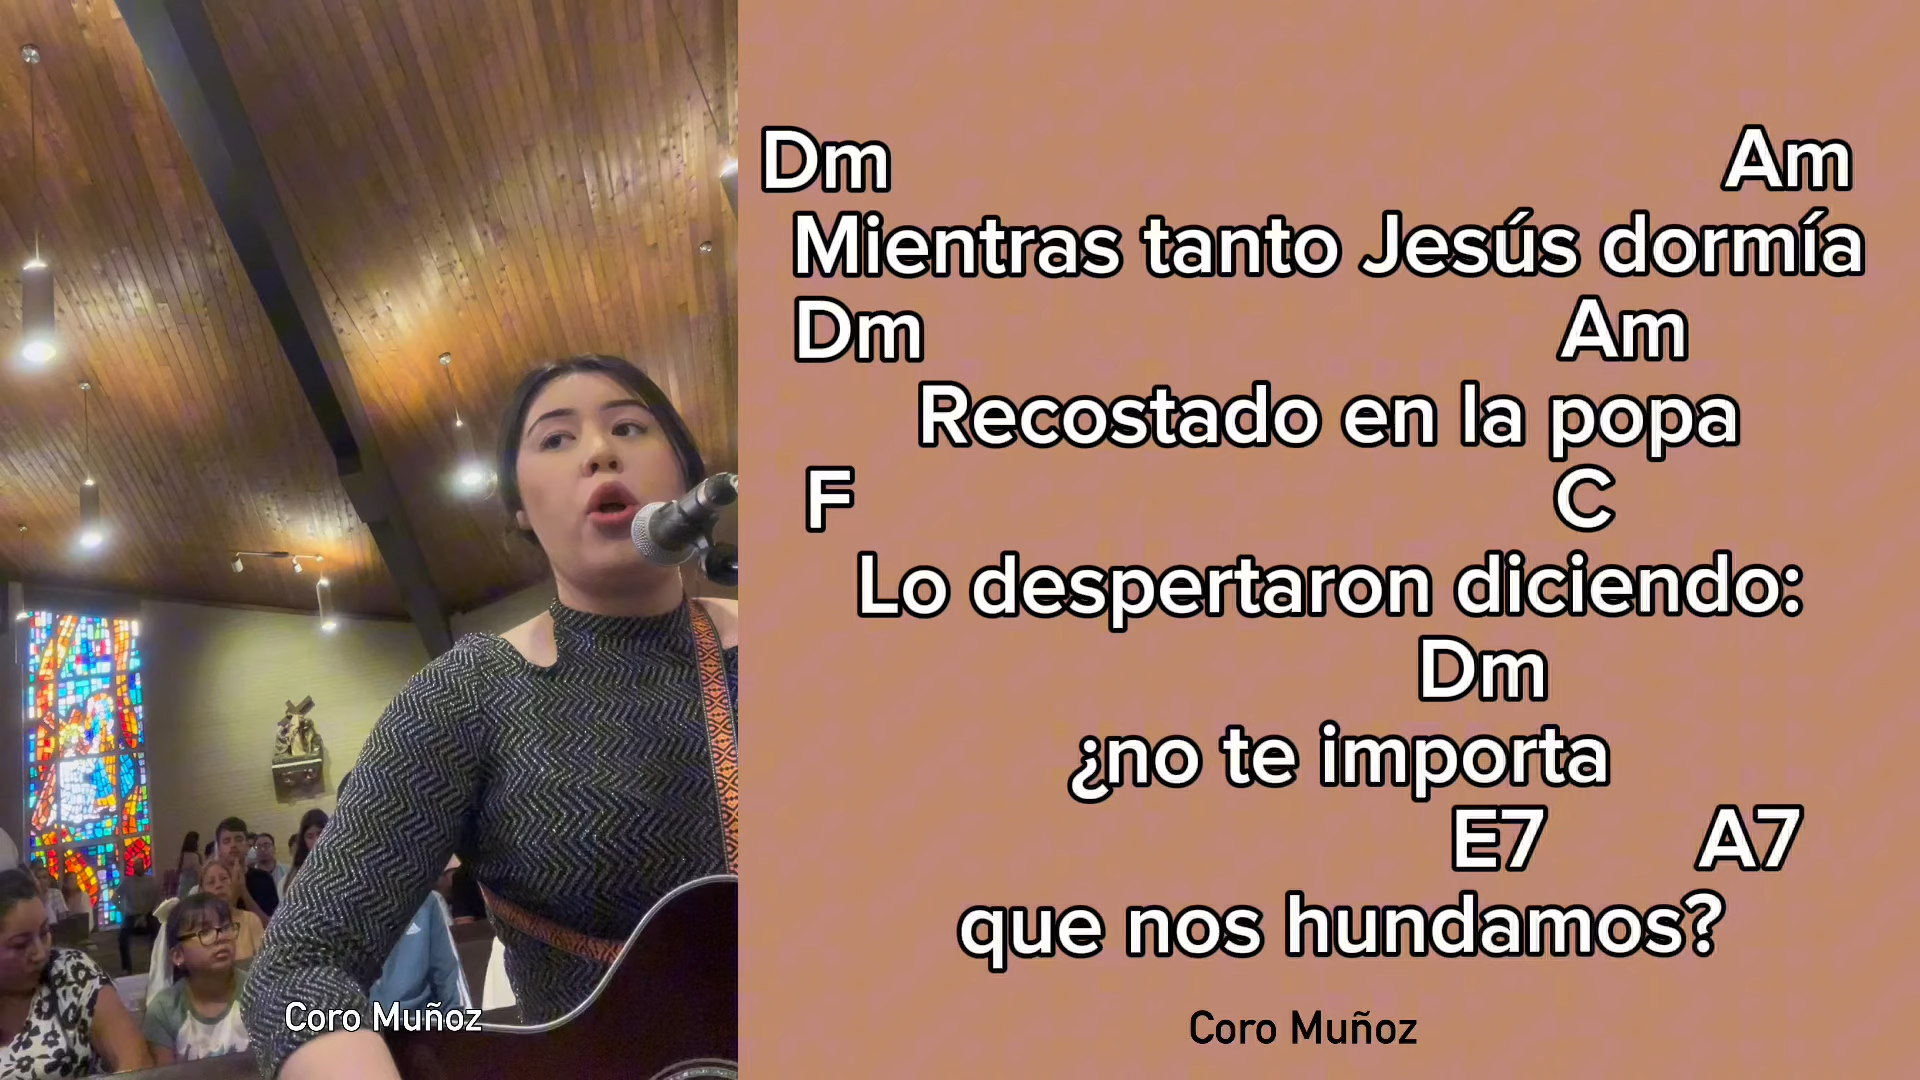 Dm Am
Mientras tanto Jesús dormía
Dm Am
Recostado en la popa
F C
Lo despertaron diciendo:
Dm
¿no te importa
E7 A7
que nos hundamos?
Coro Muñoz
Coro Muñoz